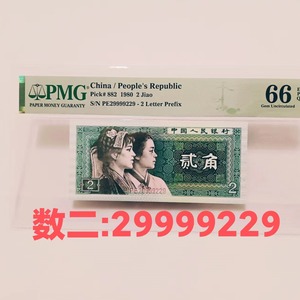 PMG
PAPER MONEY GUARANTY
China / People's Republic
Pick# 882 1980 2 Jiao
S/N PE29999229 - 2 Letter Prefix
66
Gem Uncirculated
中国人民银行
贰角
2
2
数二:29999229